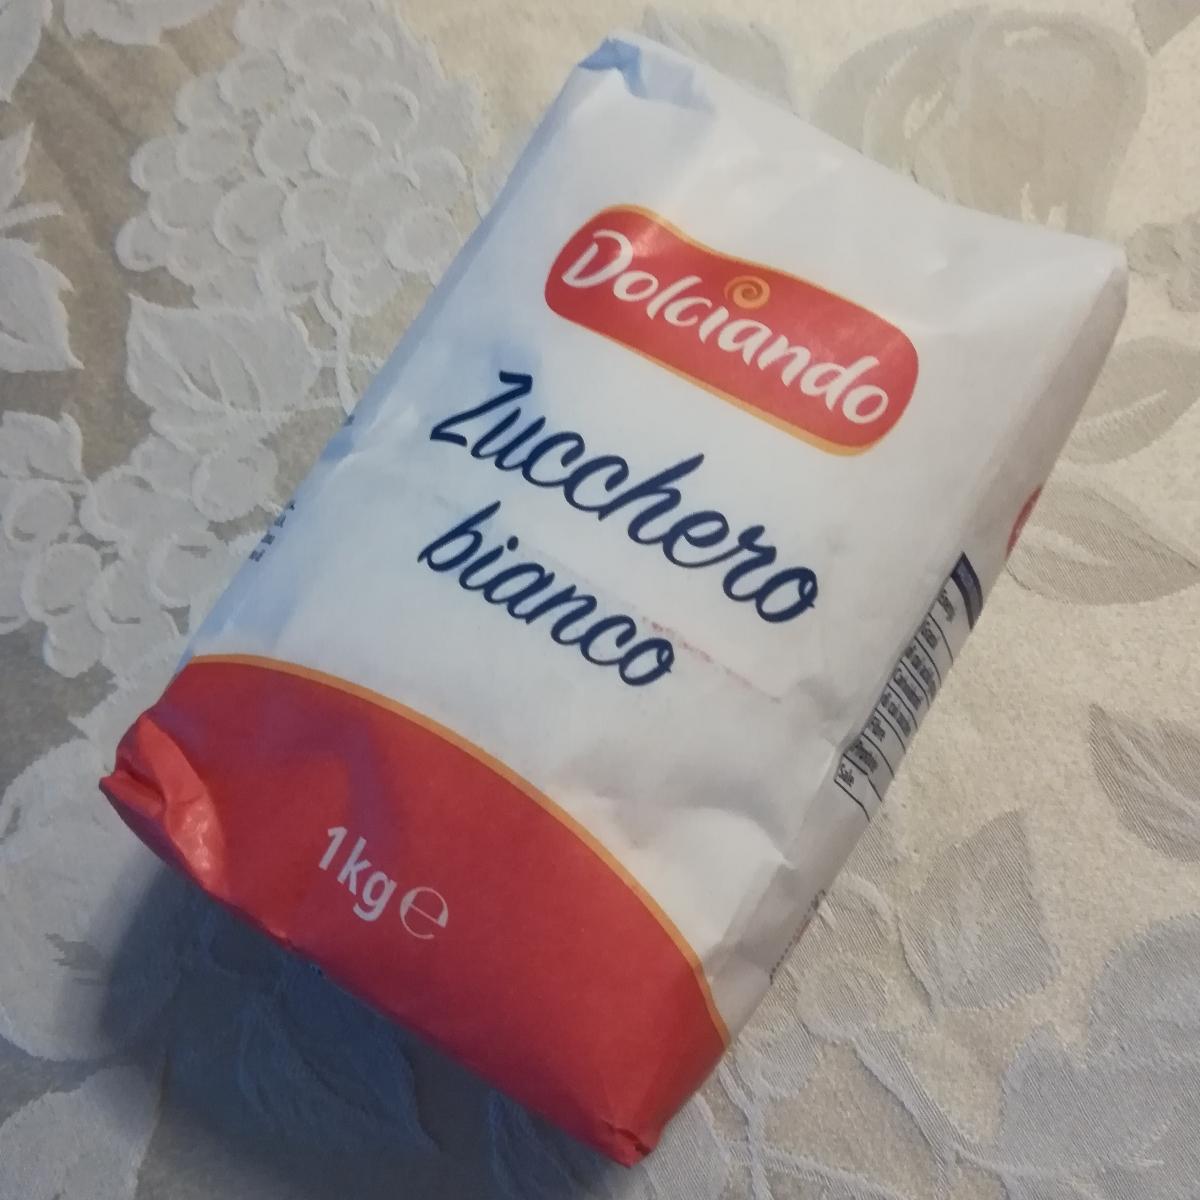 Dolciando
Zucchero
bianco
1kg ℮